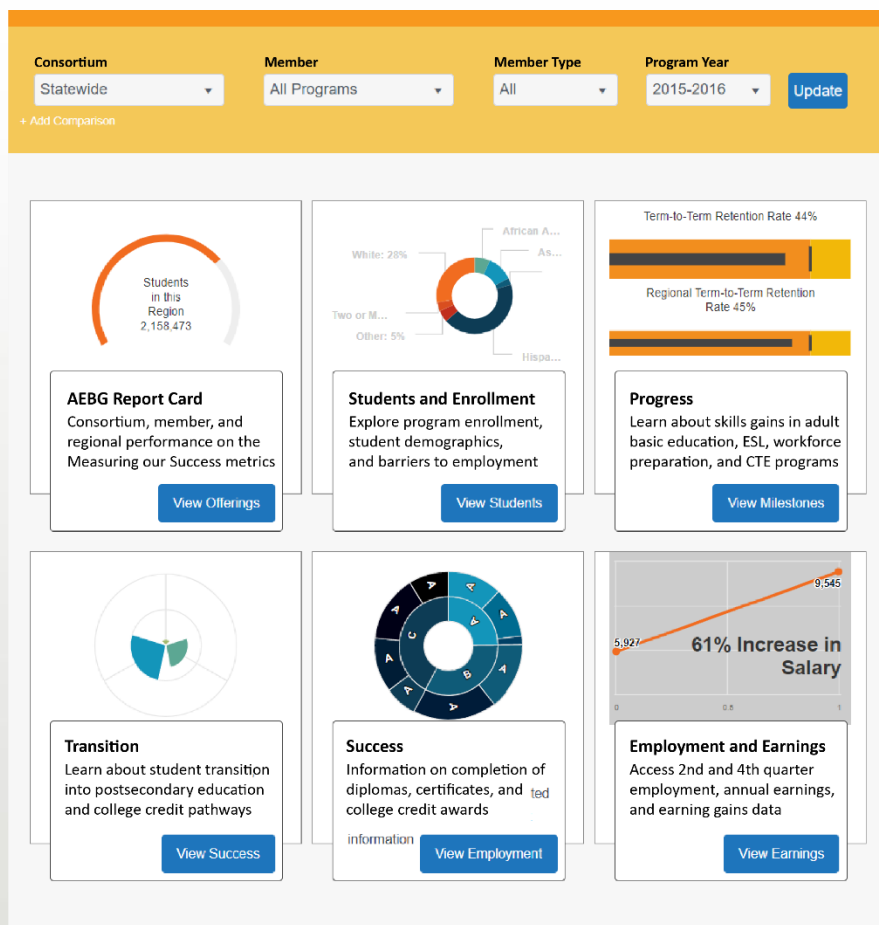 Consortium
Member
Member Type
Program Year
Statewide
All Programs
All
2015-2016
Update
+ Add Comparison
Students
in this
Region
2,158,473
African A...
White: 28%
As...
Two or M...
Other: 5%
Hispa...
Term-to-Term Retention Rate 44%
Regional Term-to-Term Retention
Rate 45%
AEBG Report Card
Consortium, member, and
regional performance on the
Measuring our Success metrics
View Offerings
Students and Enrollment
Explore program enrollment,
student demographics,
and barriers to employment
View Students
Progress
Learn about skills gains in adult
basic education, ESL, workforce
preparation, and CTE programs
View Milestones
A
A
A
A
A
A
A
A
A
B
C
5,927
9,545
61% Increase in
Salary
0
0.5
1
Transition
Learn about student transition
into postsecondary education
and college credit pathways
View Success
Success
Information on completion of
diplomas, certificates, and ted
college credit awards
information
View Employment
Employment and Earnings
Access 2nd and 4th quarter
employment, annual earnings,
and earning gains data
View Earnings